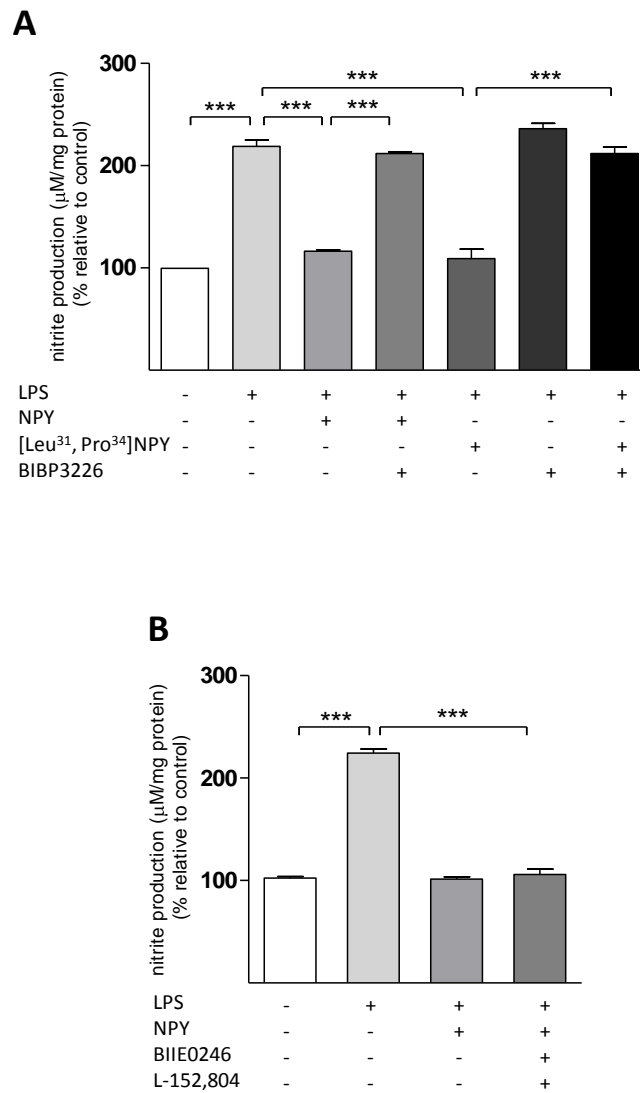 A
nitrite production (μM/mg protein)
(% relative to control)
300
200
100
*** *** *** *** ***
LPS - + + + + + +
NPY - - + + - - -
[Leu31, Pro34]NPY - - - - + - +
BIBP3226 - - - + - + +
B
nitrite production (μM/mg protein)
(% relative to control)
300
200
100
*** ***
LPS - + + +
NPY - - + +
BIIE0246 - - - +
L-152,804 - - - +